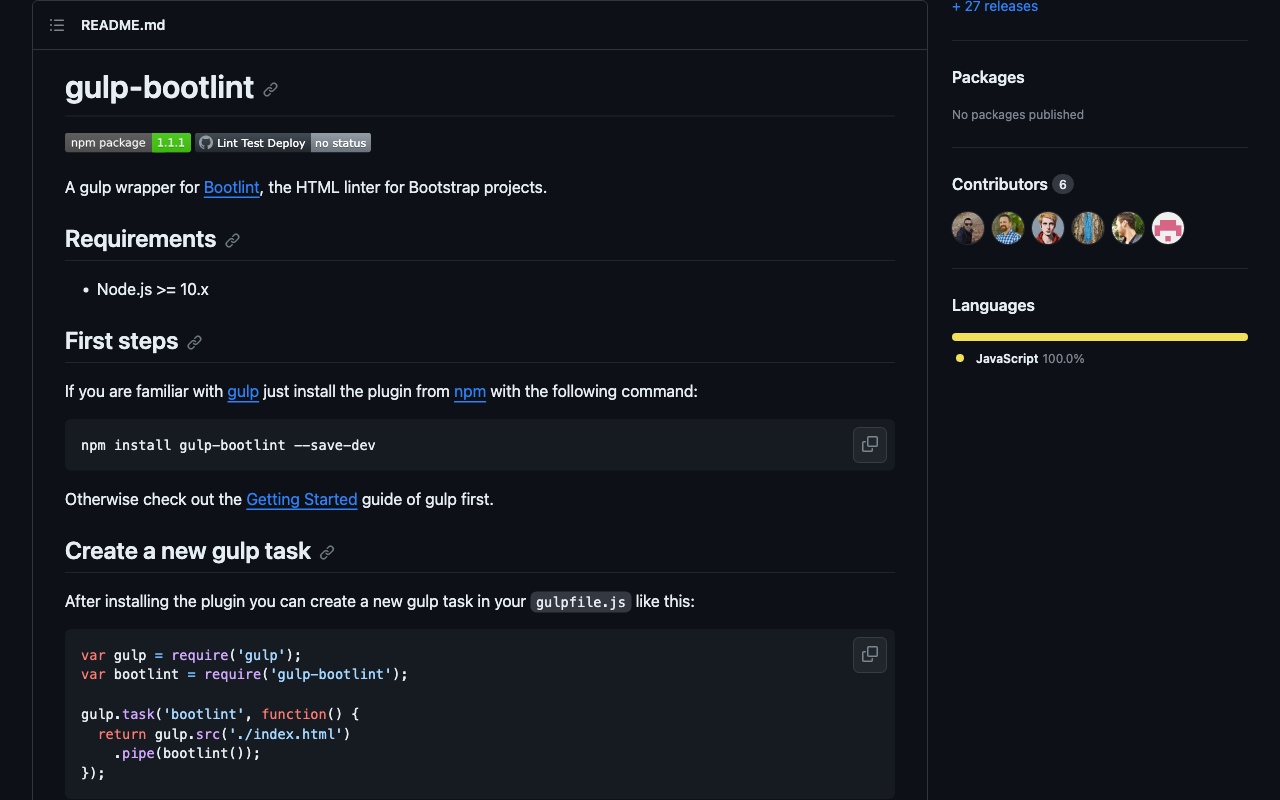 README.md
gulp-bootlint
npm package 1.1.1 Lint Test Deploy no status
A gulp wrapper for Bootlint, the HTML linter for Bootstrap projects.
Requirements
• Node.js >= 10.x
First steps
If you are familiar with gulp just install the plugin from npm with the following command:
npm install gulp-bootlint --save-dev
Otherwise check out the Getting Started guide of gulp first.
Create a new gulp task
After installing the plugin you can create a new gulp task in your gulpfile.js like this:
var gulp = require('gulp');
var bootlint = require('gulp-bootlint');
gulp.task('bootlint', function() {
  return gulp.src('./index.html')
    .pipe(bootlint());
});
+ 27 releases
Packages
No packages published
Contributors 6
Languages
JavaScript 100.0%